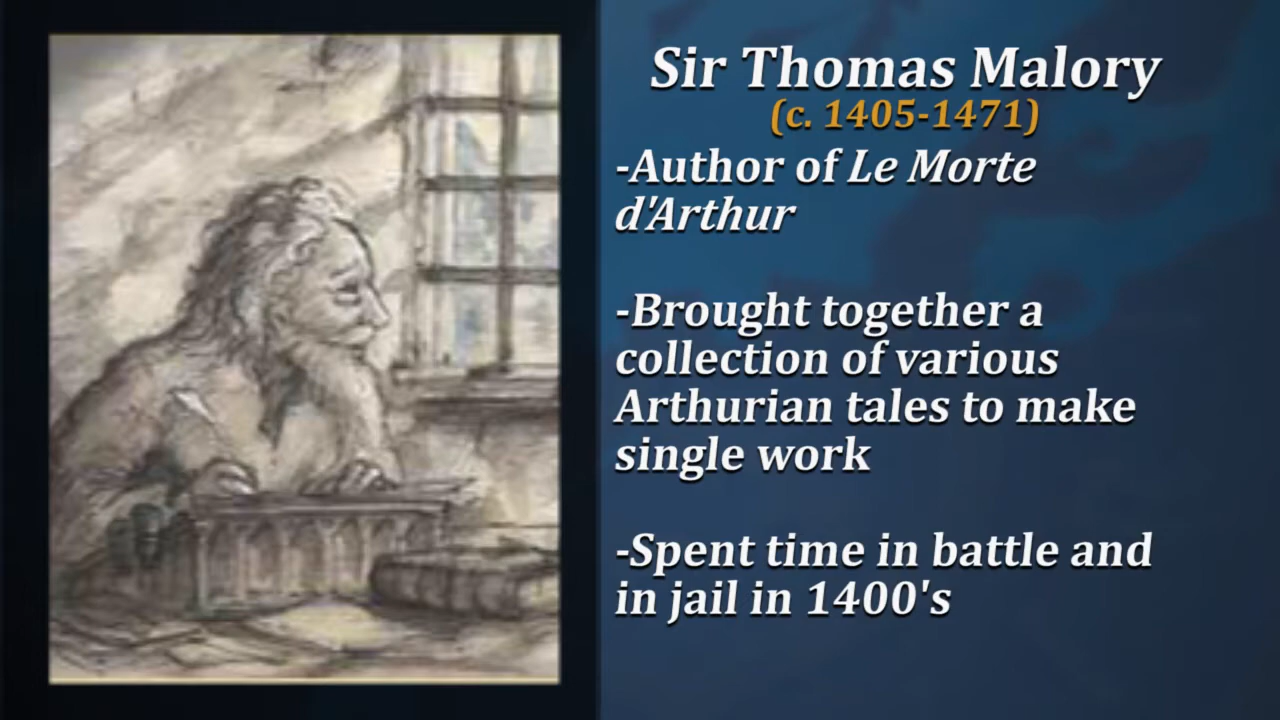 Sir Thomas Malory
(c. 1405-1471)
-Author of Le Morte
d'Arthur
-Brought together a
collection of various
Arthurian tales to make
single work
-Spent time in battle and
in jail in 1400's